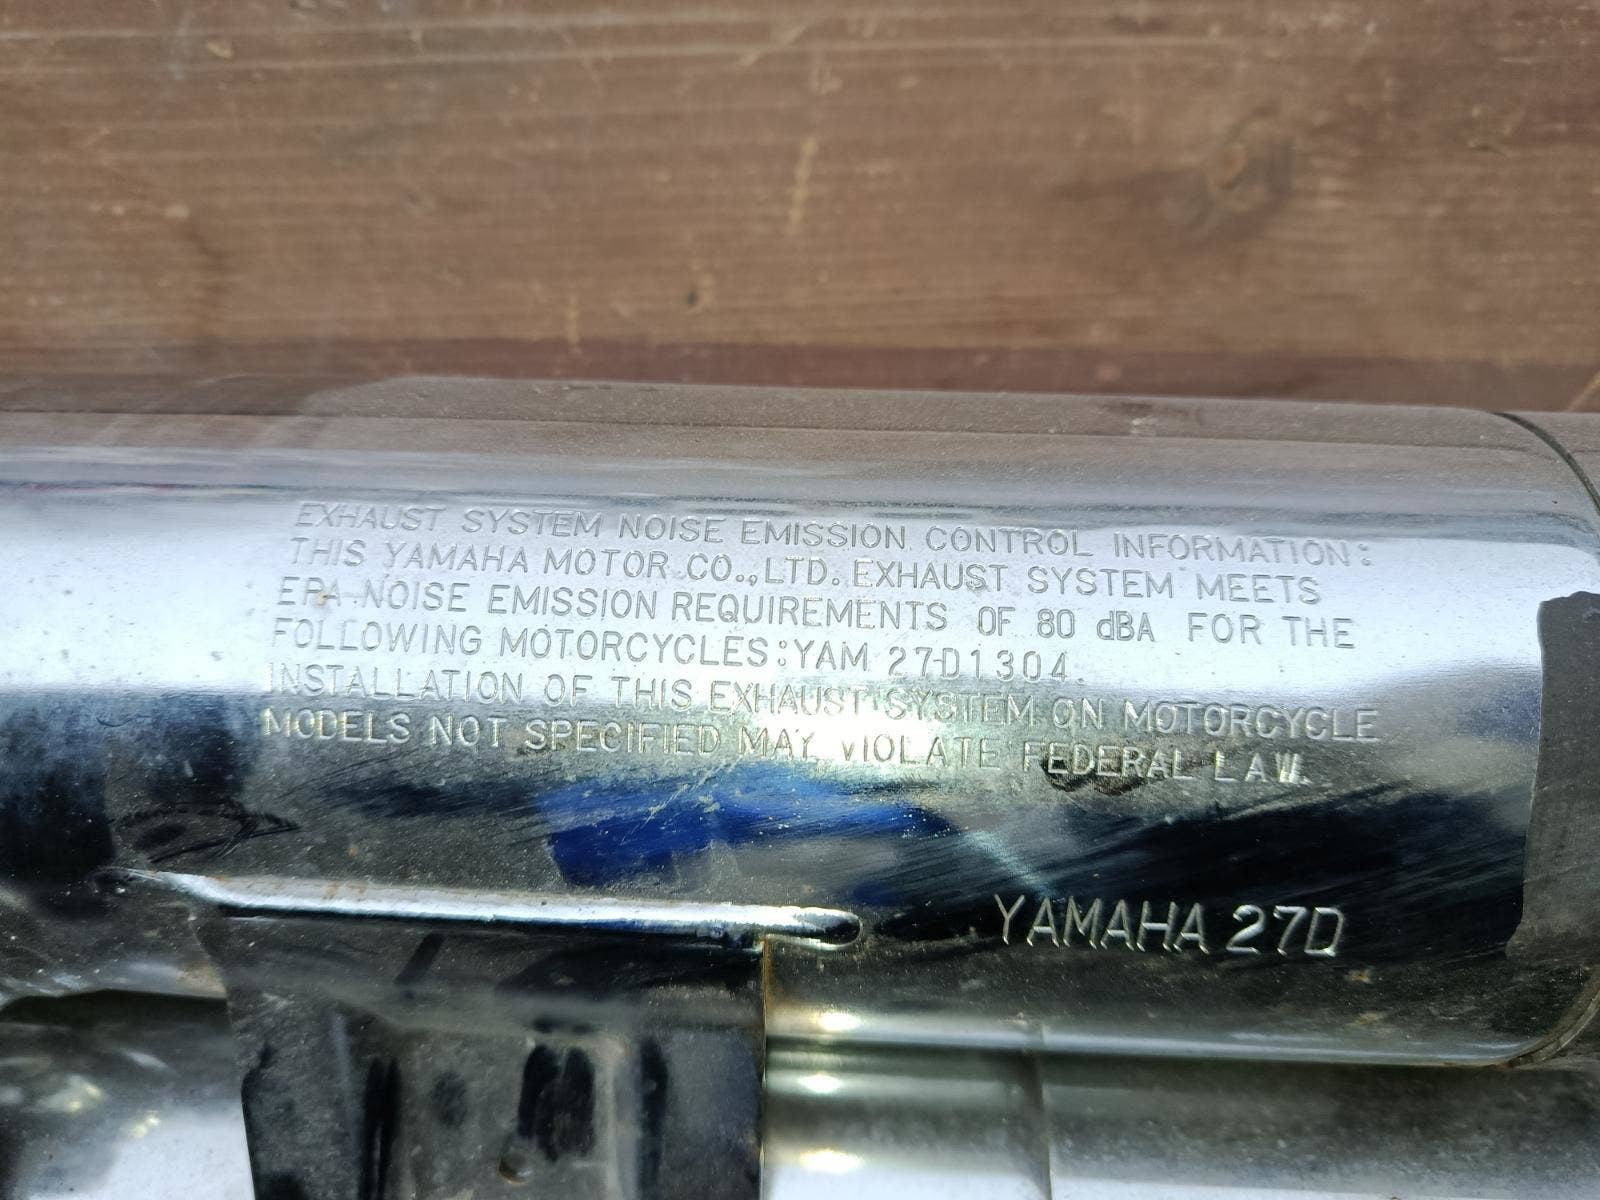 EXHAUST SYSTEM NOISE EMISSION CONTROL INFORMATION:
THIS YAMAHA MOTOR CO., LTD. EXHAUST SYSTEM MEETS
EPA NOISE EMISSION REQUIREMENTS OF 80 dBA FOR THE
FOLLOWING MOTORCYCLES: YAM 27D1304.
INSTALLATION OF THIS EXHAUST SYSTEM ON MOTORCYCLE
MODELS NOT SPECIFIED MAY VIOLATE FEDERAL LAW.
YAMAHA 27D